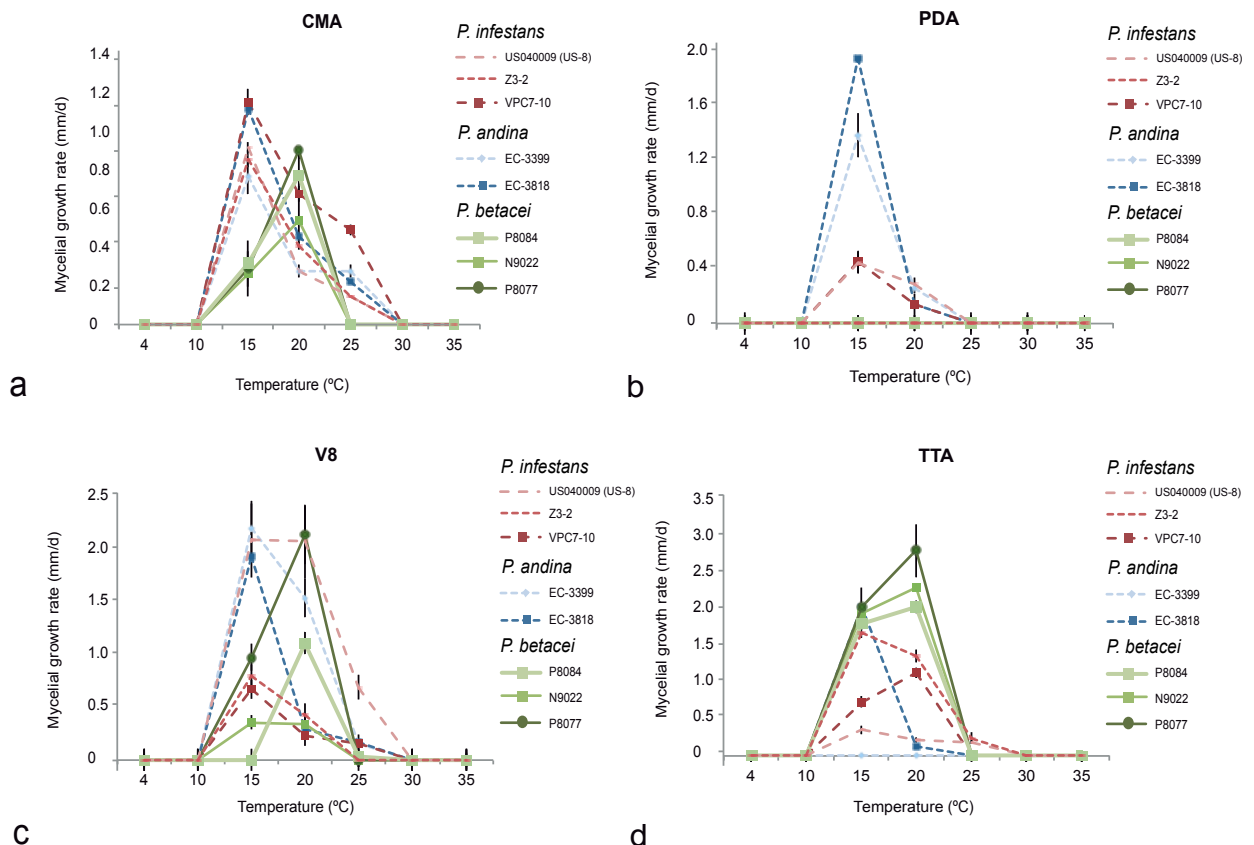 CMA
Mycelial growth rate (mm/d)
1.4
1.2
1.0
0.8
0.6
0.4
0.2
0
4 10 15 20 25 30 35
Temperature (ºC)
P. infestans
US040009 (US-8)
Z3-2
VPC7-10
P. andina
EC-3399
EC-3818
P. betacei
P8084
N9022
P8077
a
PDA
Mycelial growth rate (mm/d)
2.0
1.6
1.2
0.8
0.4
0
4 10 15 20 25 30 35
Temperature (ºC)
P. infestans
US040009 (US-8)
Z3-2
VPC7-10
P. andina
EC-3399
EC-3818
P. betacei
P8084
N9022
P8077
b
V8
Mycelial growth rate (mm/d)
2.5
2.0
1.5
1.0
0.5
0
4 10 15 20 25 30 35
Temperature (ºC)
P. infestans
US040009 (US-8)
Z3-2
VPC7-10
P. andina
EC-3399
EC-3818
P. betacei
P8084
N9022
P8077
c
TTA
Mycelial growth rate (mm/d)
3.5
3.0
2.5
2.0
1.5
1.0
0.5
0
4 10 15 20 25 30 35
Temperature (ºC)
P. infestans
US040009 (US-8)
Z3-2
VPC7-10
P. andina
EC-3399
EC-3818
P. betacei
P8084
N9022
P8077
d